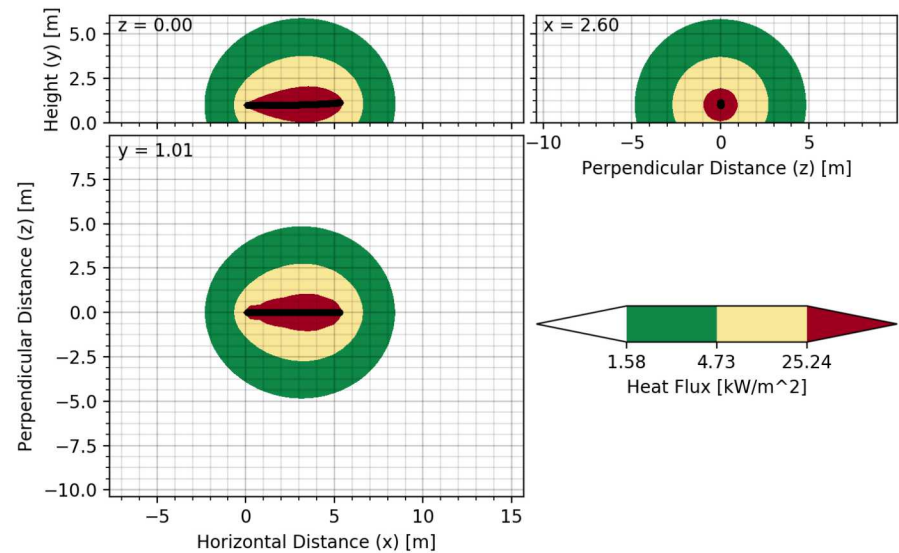 Height (y) [m]
5.0
2.5
0.0
z = 0.00
x = 2.60
−10
−5
0
5
Perpendicular Distance (z) [m]
Perpendicular Distance (z) [m]
y = 1.01
7.5
5.0
2.5
0.0
−2.5
−5.0
−7.5
−10.0
−5
0
5
10
15
Horizontal Distance (x) [m]
1.58
4.73
25.24
Heat Flux [kW/m^2]